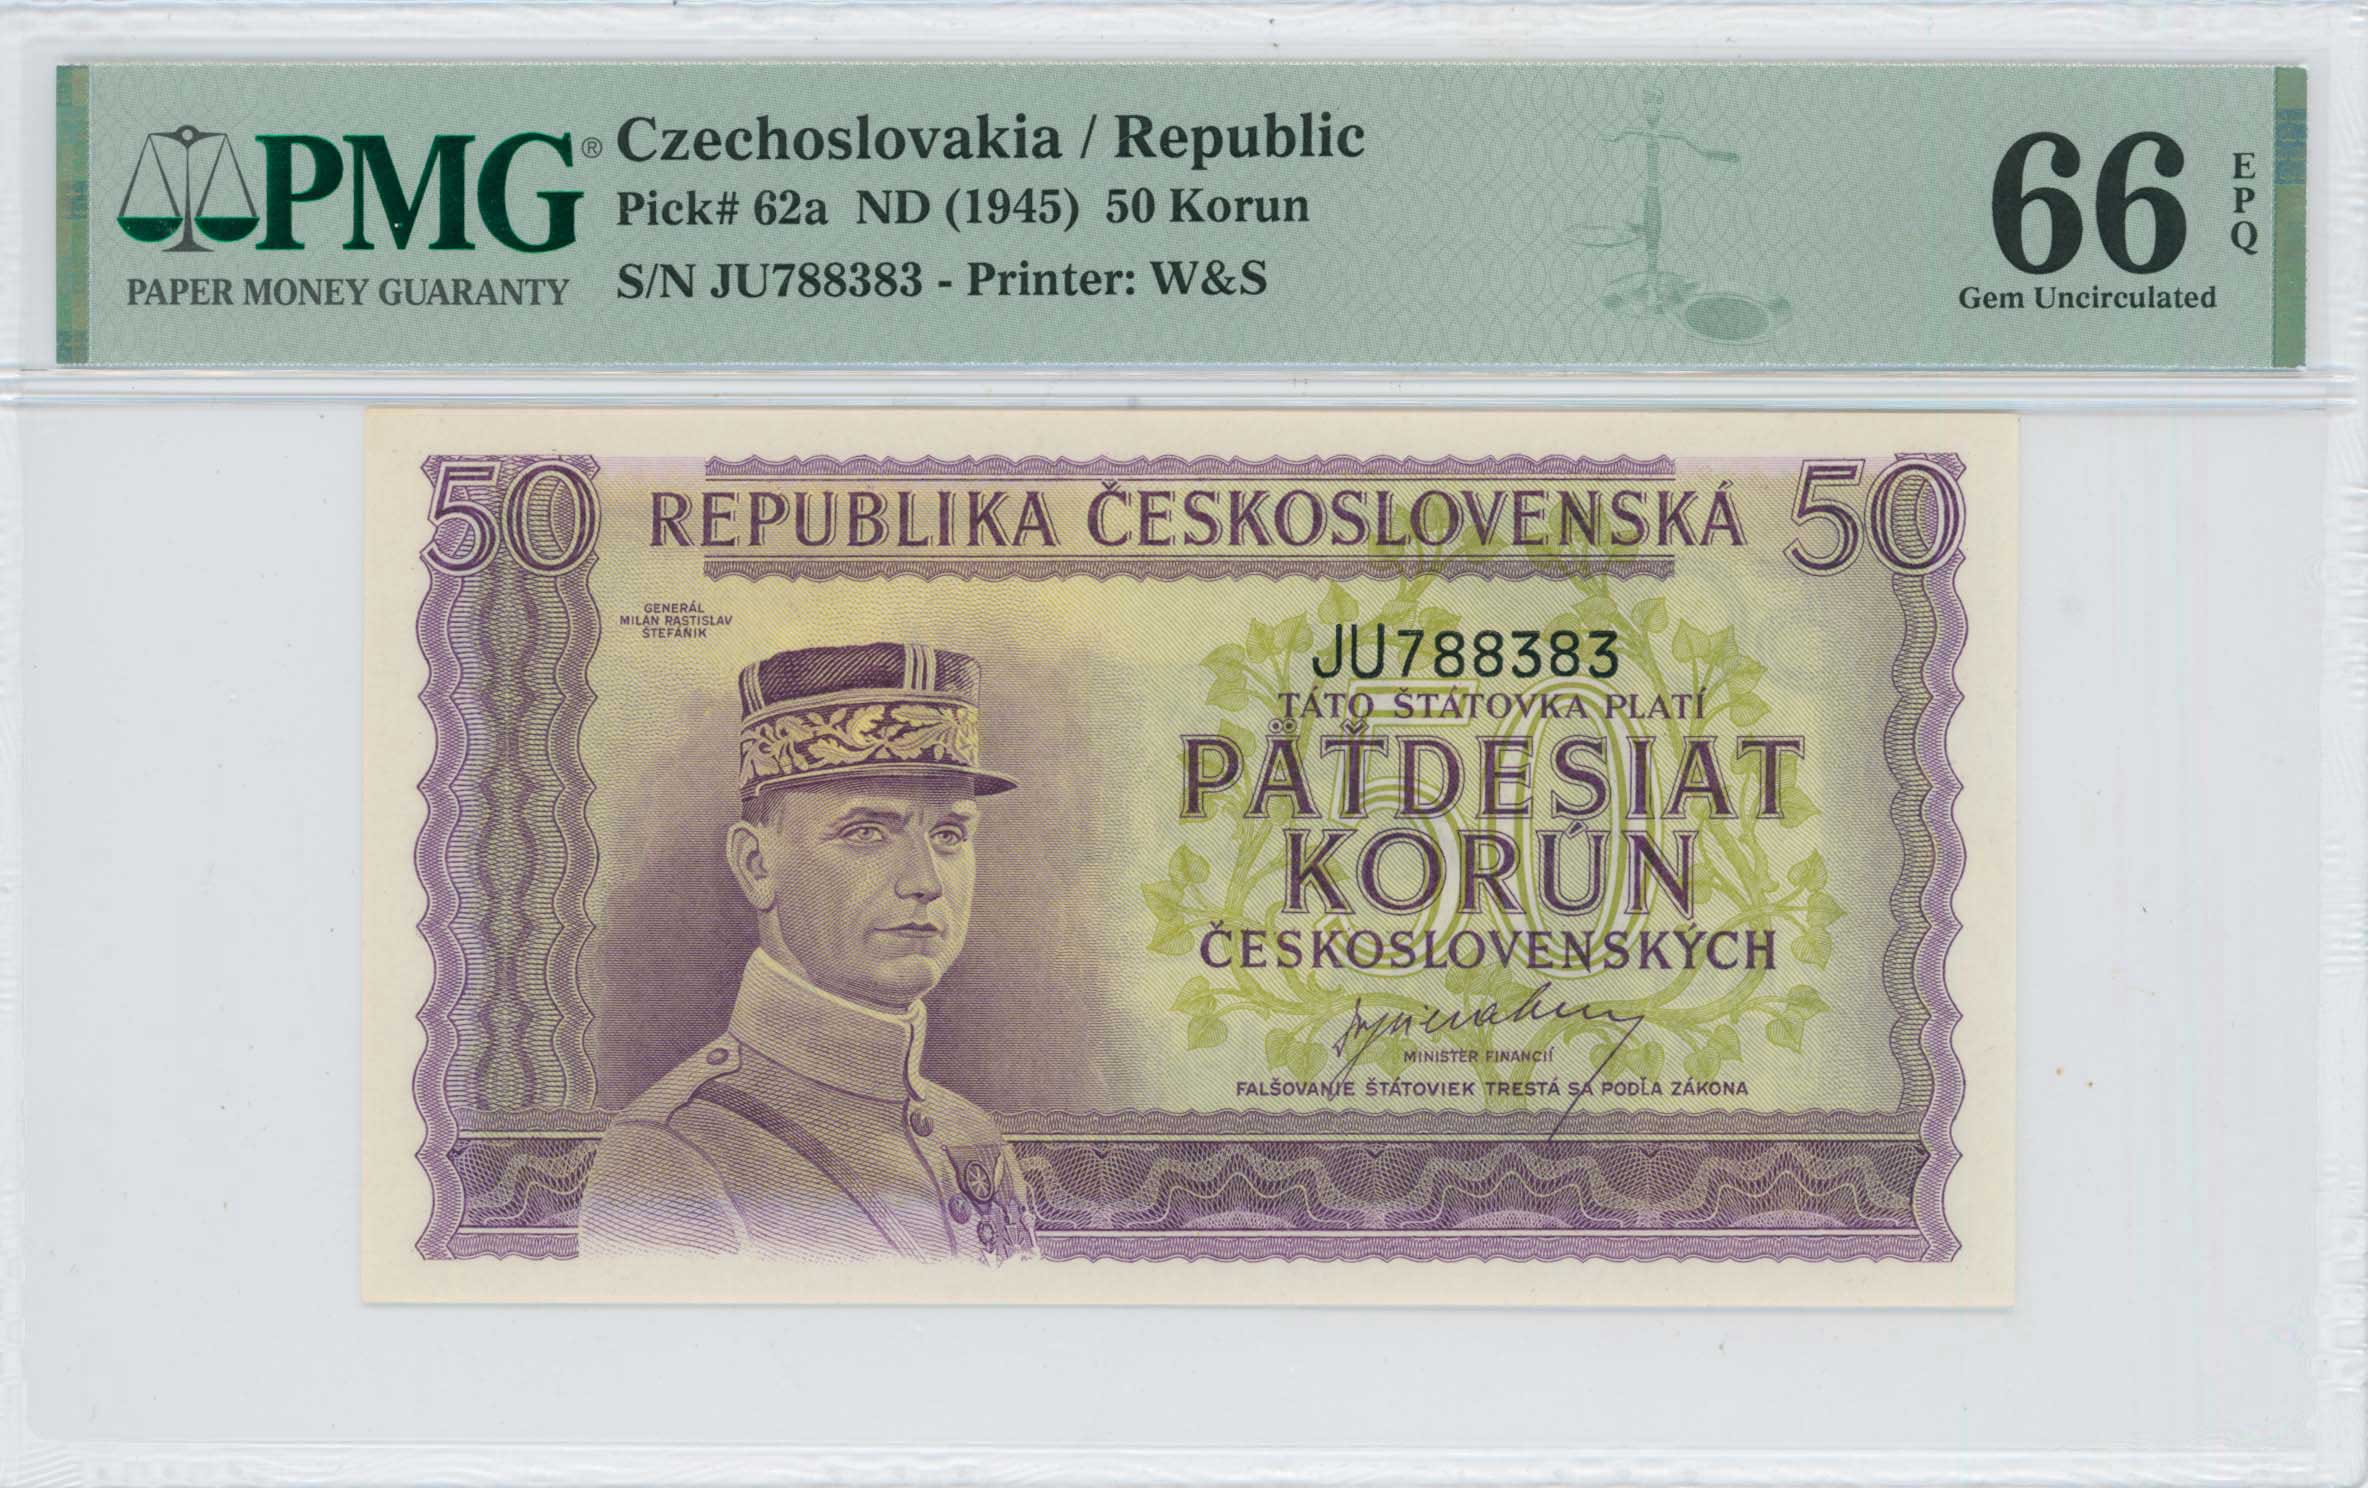 PMG®
PAPER MONEY GUARANTY
Czechoslovakia / Republic
Pick# 62a ND (1945) 50 Korun
S/N JU788383 - Printer: W&S
66
EPQ
Gem Uncirculated
50
REPUBLIKA ČESKOSLOVENSKÁ
50
GENERÁL
MILAN RASTISLAV
ŠTEFÁNIK
JU788383
TÁTO ŠTÁTOVKA PLATÍ
50
PÄŤDESIAT
KORÚN
ČESKOSLOVENSKÝCH
MINISTER FINANCIÍ
FALŠOVANJE ŠTÁTOVIEK TRESTÁ SA PODĽA ZÁKONA